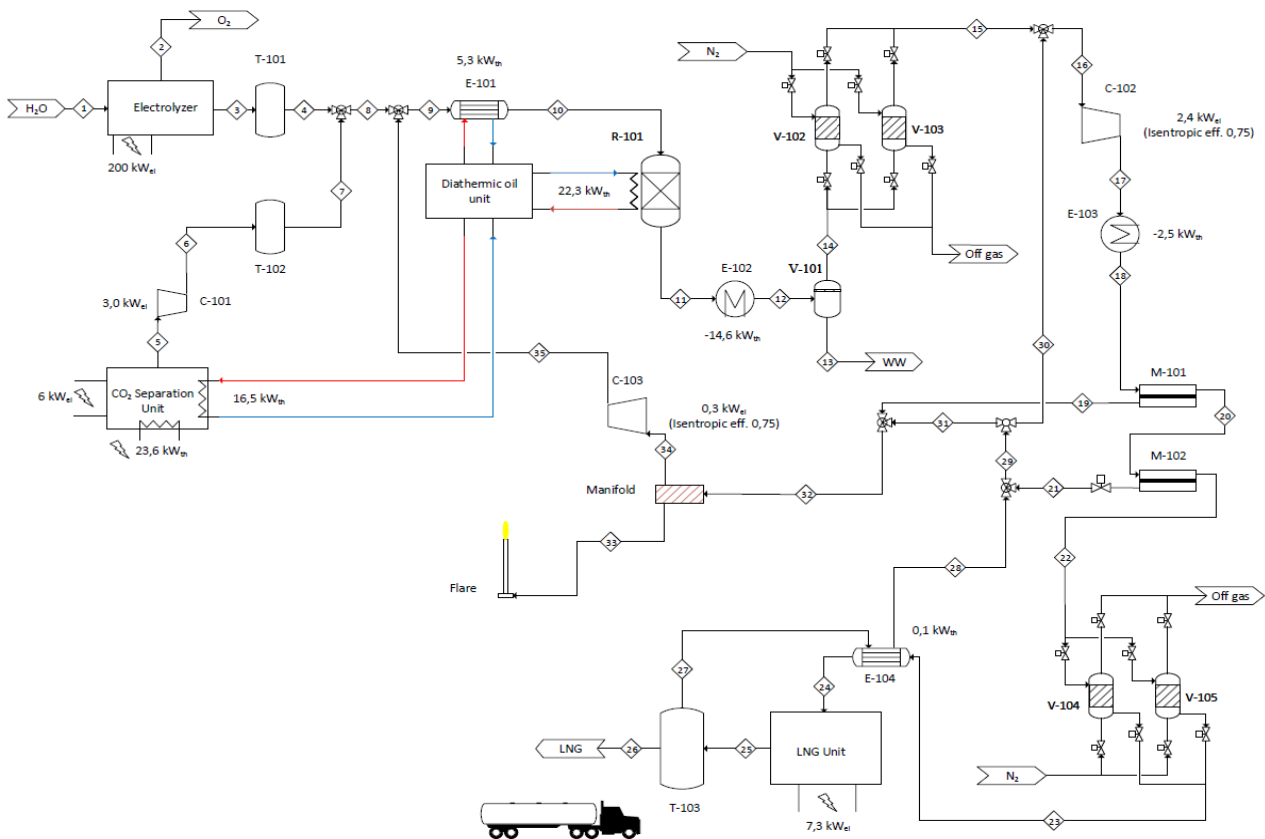 O₂
2
T-101
5,3 kWth
E-101
N₂
15
16
C-102
2,4 kWel
(Isentropic eff. 0,75)
H₂O
1
Electrolyzer
3
4
8
9
10
R-101
V-102
V-103
200 kWel
7
Diathermic oil
unit
22,3 kWth
17
E-103
-2,5 kWth
6
T-102
14
Off gas
V-101
E-102
18
3,0 kWel
C-101
11
12
-14,6 kWth
5
13
WW
35
30
C-103
CO₂ Separation
Unit
6 kWel
16,5 kWth
0,3 kWel
(Isentropic eff. 0,75)
M-101
19
20
31
23,6 kWth
34
29
M-102
Manifold
32
21
33
22
Flare
28
Off gas
0,1 kWth
27
E-104
24
V-104
V-105
LNG
26
25
LNG Unit
N₂
T-103
7,3 kWel
23